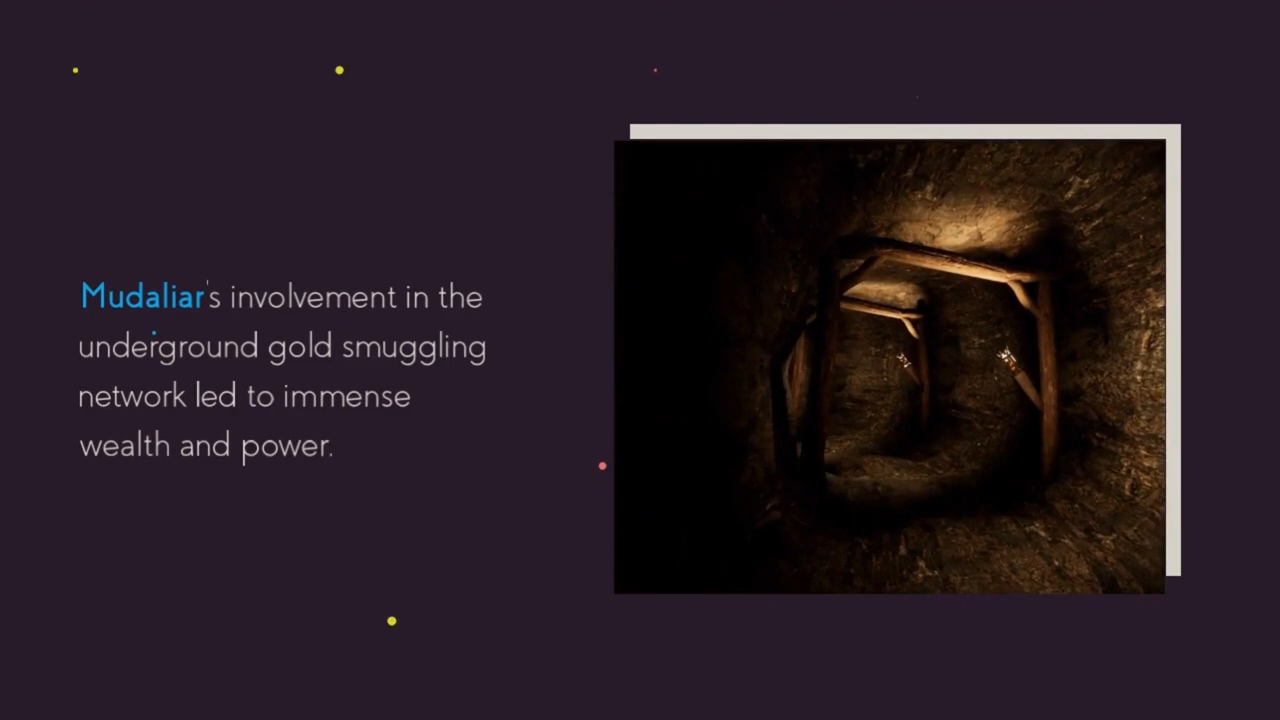 Mudaliar's involvement in the
underground gold smuggling
network led to immense
wealth and power.